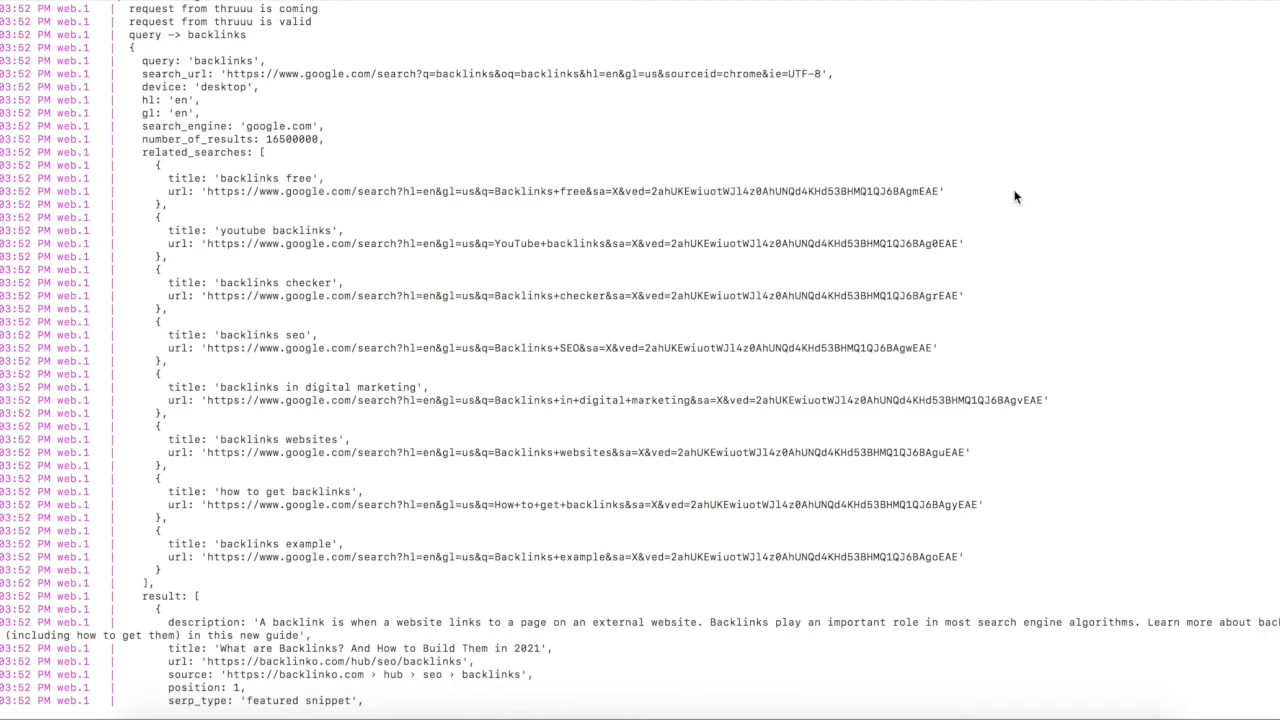 03:52 PM web.1 | request from thruuu is coming
03:52 PM web.1 | request from thruuu is valid
03:52 PM web.1 | query -> backlinks
03:52 PM web.1 | {
03:52 PM web.1 | query: 'backlinks',
03:52 PM web.1 | search_url: 'https://www.google.com/search?q=backlinks&oq=backlinks&hl=en&gl=us&sourceid=chrome&ie=UTF-8',
03:52 PM web.1 | device: 'desktop',
03:52 PM web.1 | hl: 'en',
03:52 PM web.1 | gl: 'en',
03:52 PM web.1 | search_engine: 'google.com',
03:52 PM web.1 | number_of_results: 16500000,
03:52 PM web.1 | related_searches: [
03:52 PM web.1 | {
03:52 PM web.1 | title: 'backlinks free',
03:52 PM web.1 | url: 'https://www.google.com/search?hl=en&gl=us&q=Backlinks+free&sa=X&ved=2ahUKEwiuotWJl4z0AhUNQd4KHd53BHMQ1QJ6BAgmEAE'
03:52 PM web.1 | },
03:52 PM web.1 | {
03:52 PM web.1 | title: 'youtube backlinks',
03:52 PM web.1 | url: 'https://www.google.com/search?hl=en&gl=us&q=YouTube+backlinks&sa=X&ved=2ahUKEwiuotWJl4z0AhUNQd4KHd53BHMQ1QJ6BAg0EAE'
03:52 PM web.1 | },
03:52 PM web.1 | {
03:52 PM web.1 | title: 'backlinks checker',
03:52 PM web.1 | url: 'https://www.google.com/search?hl=en&gl=us&q=Backlinks+checker&sa=X&ved=2ahUKEwiuotWJl4z0AhUNQd4KHd53BHMQ1QJ6BAgrEAE'
03:52 PM web.1 | },
03:52 PM web.1 | {
03:52 PM web.1 | title: 'backlinks seo',
03:52 PM web.1 | url: 'https://www.google.com/search?hl=en&gl=us&q=Backlinks+SEO&sa=X&ved=2ahUKEwiuotWJl4z0AhUNQd4KHd53BHMQ1QJ6BAgwEAE'
03:52 PM web.1 | },
03:52 PM web.1 | {
03:52 PM web.1 | title: 'backlinks in digital marketing',
03:52 PM web.1 | url: 'https://www.google.com/search?hl=en&gl=us&q=Backlinks+in+digital+marketing&sa=X&ved=2ahUKEwiuotWJl4z0AhUNQd4KHd53BHMQ1QJ6BAgvEAE'
03:52 PM web.1 | },
03:52 PM web.1 | {
03:52 PM web.1 | title: 'backlinks websites',
03:52 PM web.1 | url: 'https://www.google.com/search?hl=en&gl=us&q=Backlinks+websites&sa=X&ved=2ahUKEwiuotWJl4z0AhUNQd4KHd53BHMQ1QJ6BAguEAE'
03:52 PM web.1 | },
03:52 PM web.1 | {
03:52 PM web.1 | title: 'how to get backlinks',
03:52 PM web.1 | url: 'https://www.google.com/search?hl=en&gl=us&q=How+to+get+backlinks&sa=X&ved=2ahUKEwiuotWJl4z0AhUNQd4KHd53BHMQ1QJ6BAgyEAE'
03:52 PM web.1 | },
03:52 PM web.1 | {
03:52 PM web.1 | title: 'backlinks example',
03:52 PM web.1 | url: 'https://www.google.com/search?hl=en&gl=us&q=Backlinks+example&sa=X&ved=2ahUKEwiuotWJl4z0AhUNQd4KHd53BHMQ1QJ6BAgoEAE'
03:52 PM web.1 | }
03:52 PM web.1 | ],
03:52 PM web.1 | result: [
03:52 PM web.1 | {
03:52 PM web.1 | description: 'A backlink is when a website links to a page on an external website. Backlinks play an important role in most search engine algorithms. Learn more about bac
(including how to get them) in this new guide',
03:52 PM web.1 | title: 'What are Backlinks? And How to Build Them in 2021',
03:52 PM web.1 | url: 'https://backlinko.com/hub/seo/backlinks',
03:52 PM web.1 | source: 'https://backlinko.com › hub › seo › backlinks',
03:52 PM web.1 | position: 1,
03:52 PM web.1 | serp_type: 'featured snippet',